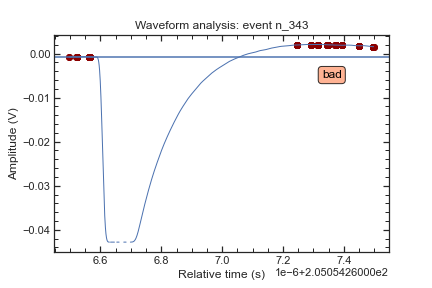 Waveform analysis: event n_343
0.00
−0.01
−0.02
−0.03
−0.04
Amplitude (V)
bad
6.6
6.8
7.0
7.2
7.4
Relative time (s)
1e−6+2.0505426000e2